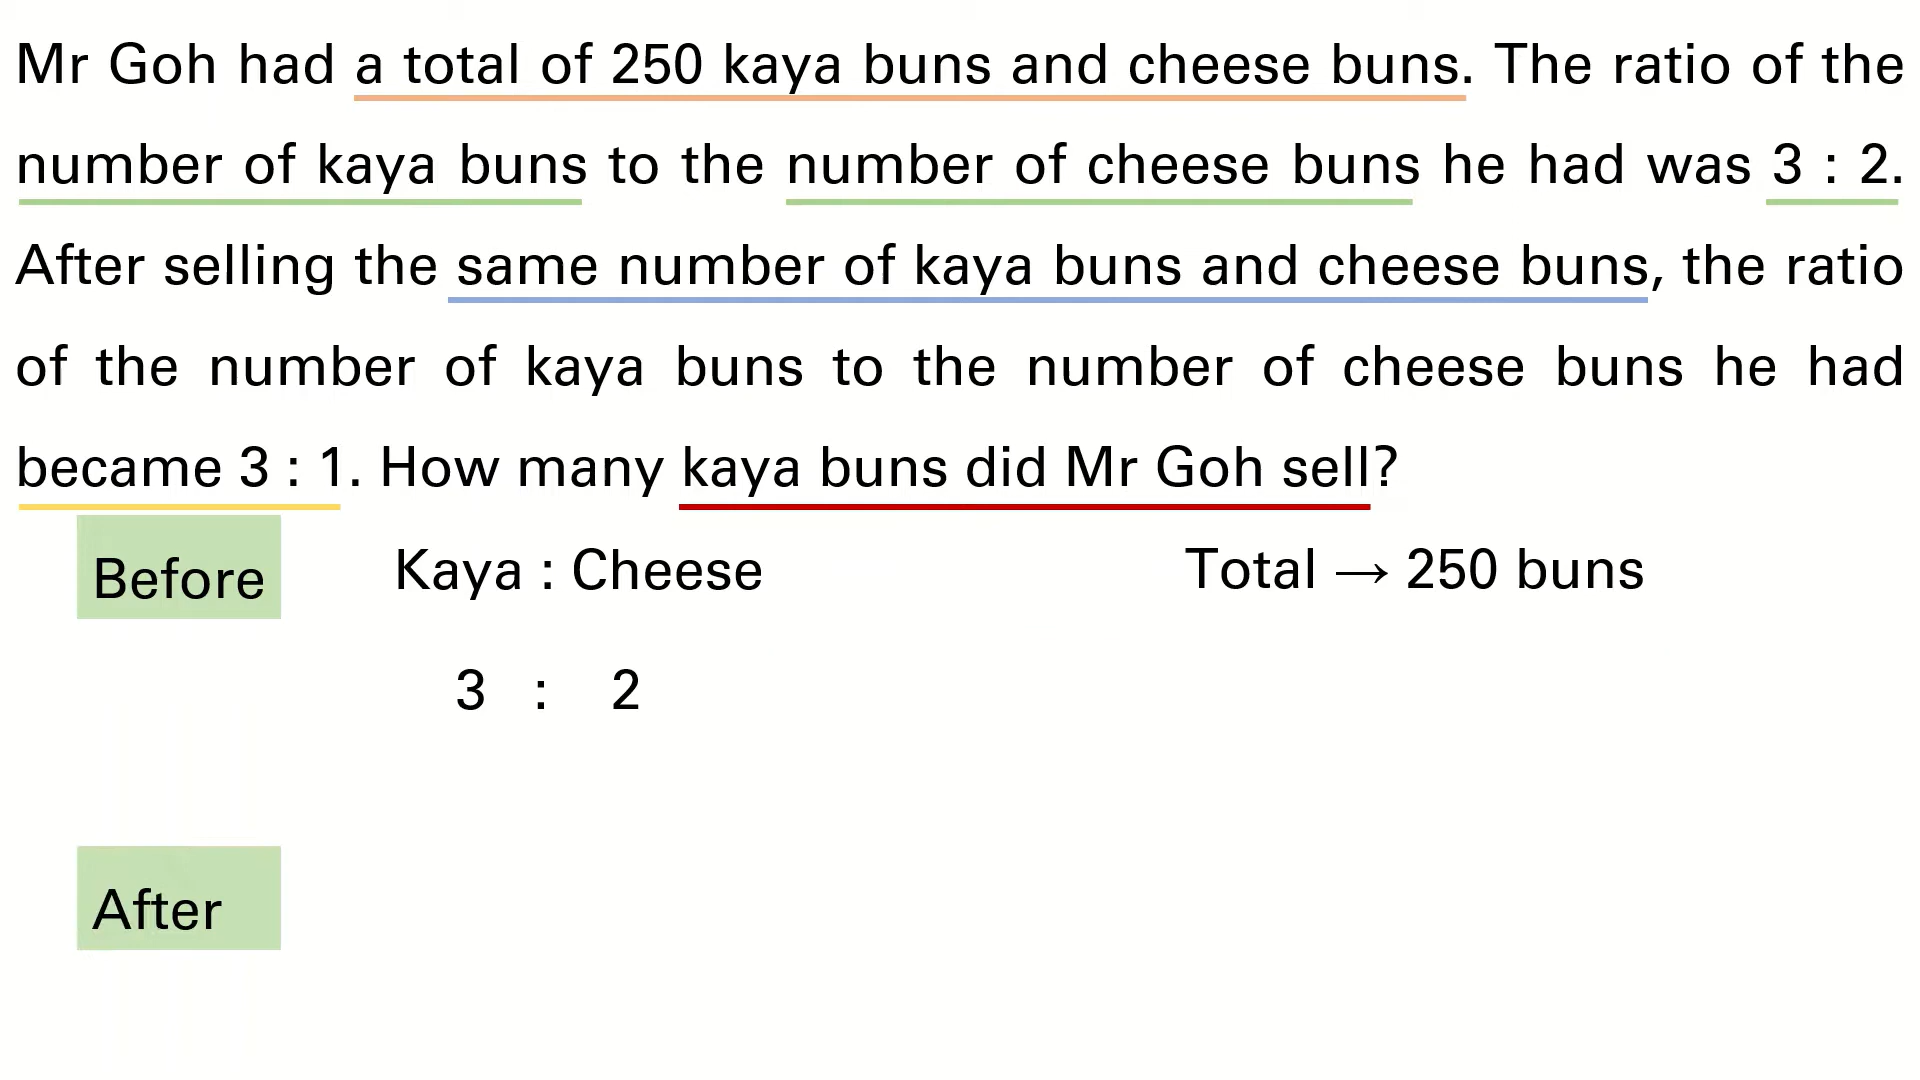 Mr Goh had a total of 250 kaya buns and cheese buns. The ratio of the
number of kaya buns to the number of cheese buns he had was 3 : 2.
After selling the same number of kaya buns and cheese buns, the ratio
of the number of kaya buns to the number of cheese buns he had
became 3 : 1. How many kaya buns did Mr Goh sell?
Before Kaya : Cheese Total → 250 buns
3 : 2
After